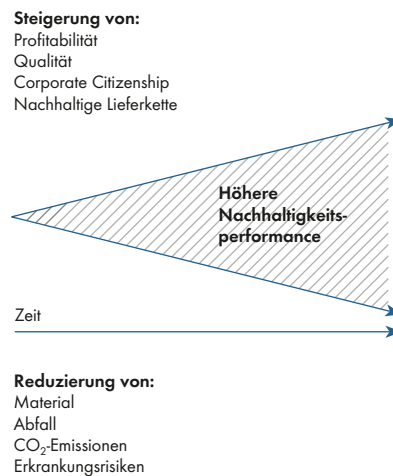 Steigerung von:
Profitabilität
Qualität
Corporate Citizenship
Nachhaltige Lieferkette
Höhere
Nachhaltigkeits-
performance
Zeit
Reduzierung von:
Material
Abfall
CO₂-Emissionen
Erkrankungsrisiken